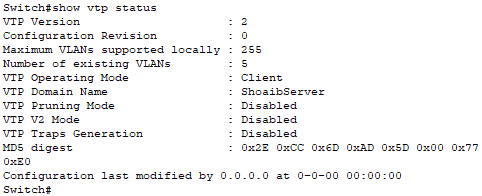 Switch#show vtp status
VTP Version                     : 2
Configuration Revision          : 0
Maximum VLANs supported locally : 255
Number of existing VLANs        : 5
VTP Operating Mode              : Client
VTP Domain Name                 : ShoaibServer
VTP Pruning Mode                : Disabled
VTP V2 Mode                     : Disabled
VTP Traps Generation            : Disabled
MD5 digest                      : 0x2E 0xCC 0x6D 0xAD 0x5D 0x00 0x77
0xE0
Configuration last modified by 0.0.0.0 at 0-0-00 00:00:00
Switch#